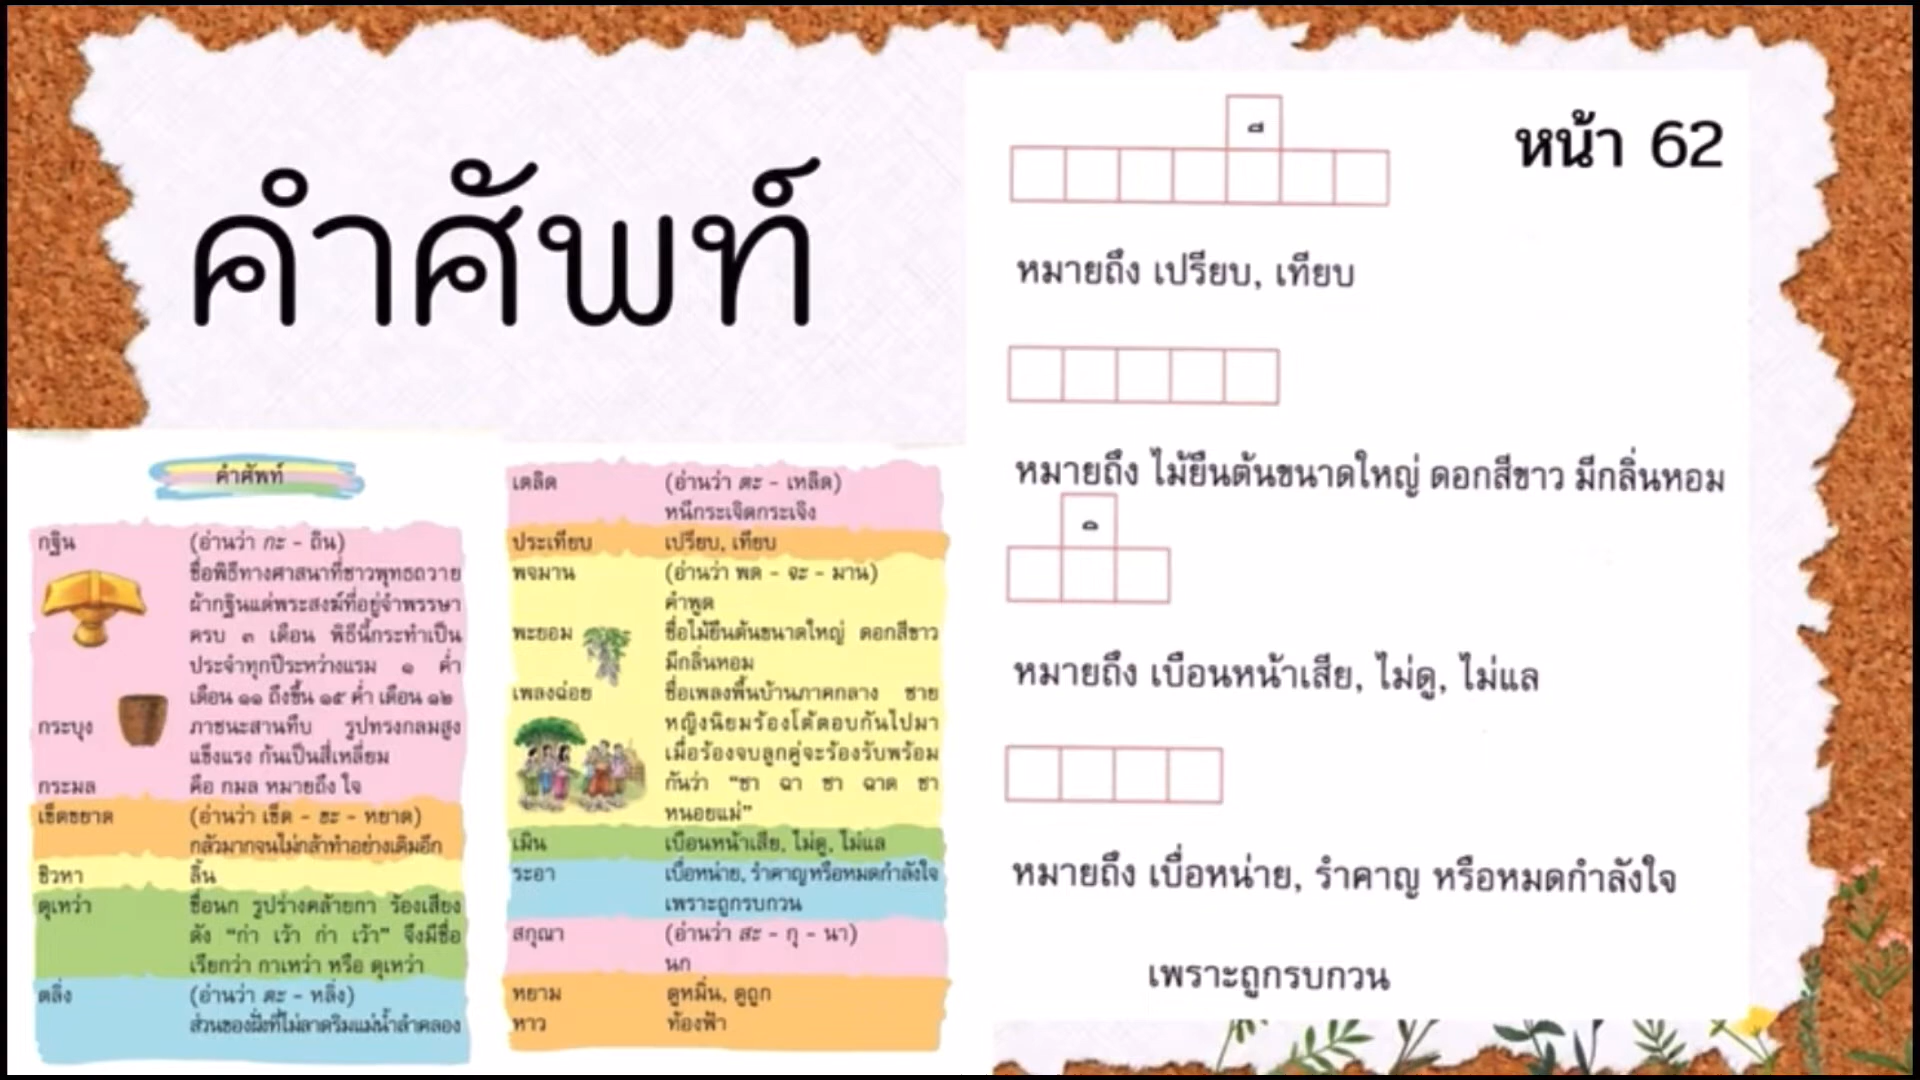 คำศัพท์
คำศัพท์
กฐิน (อ่านว่า กะ - ถิน)
ชื่อพิธีทางศาสนาที่ชาวพุทธถวาย
ผ้ากฐินแด่พระสงฆ์ที่อยู่จำพรรษา
ครบ ๓ เดือน พิธีนี้กระทำเป็น
ประจำทุกปีระหว่างแรม ๑ ค่ำ
เดือน ๑๑ ถึงขึ้น ๑๕ ค่ำ เดือน ๑๒
กระบุง ภาชนะสานทึบ รูปทรงกลมสูง
แข็งแรง ก้นเป็นสี่เหลี่ยม
กระมล คือ กมล หมายถึง ใจ
เข็ดขยาด (อ่านว่า เข็ด - ขะ - หยาด)
กลัวมากจนไม่กล้าทำอย่างเดิมอีก
ชิวหา ลิ้น
ดุเหว่า ชื่อนก รูปร่างคล้ายกา ร้องเสียง
ดัง “ก่า เว้า ก่า เว้า” จึงมีชื่อ
เรียกว่า กาเหว่า หรือ ดุเหว่า
ตลิ่ง (อ่านว่า ตะ - หลิ่ง)
ส่วนของฝั่งที่ไม่ลาดริมแม่น้ำลำคลอง
เตลิด (อ่านว่า ตะ - เหลิด)
หนีกระเจิดกระเจิง
ประเทียบ เปรียบ, เทียบ
พจมาน (อ่านว่า พด - จะ - มาน)
คำพูด
พะยอม ชื่อไม้ยืนต้นขนาดใหญ่ ดอกสีขาว
มีกลิ่นหอม
เพลงฉ่อย ชื่อเพลงพื้นบ้านภาคกลาง ชาย
หญิงนิยมร้องโต้ตอบกันไปมา
เมื่อร้องจบลูกคู่จะร้องรับพร้อม
กันว่า “ชา ฉา ชา ฉาด ชา
หนอยแม่”
เมิน เบือนหน้าเสีย, ไม่ดู, ไม่แล
ระอา เบื่อหน่าย, รำคาญหรือหมดกำลังใจ
เพราะถูกรบกวน
สกุณา (อ่านว่า สะ - กุ - นา)
นก
หยาม ดูหมิ่น, ดูถูก
หาว ท้องฟ้า
หน้า 62
ี
หมายถึง เปรียบ, เทียบ
หมายถึง ไม้ยืนต้นขนาดใหญ่ ดอกสีขาว มีกลิ่นหอม
ิ
หมายถึง เบือนหน้าเสีย, ไม่ดู, ไม่แล
หมายถึง เบื่อหน่าย, รำคาญ หรือหมดกำลังใจ
เพราะถูกรบกวน